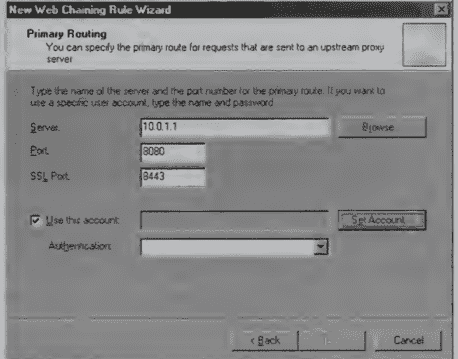 New Web Chaining Rule Wizard
Primary Routing
You can specify the primary route for requests that are sent to an upstream proxy
server
Type the name of the server and the port number for the primary route. If you want to
use a specific user account, type the name and password
Server: 10.0.1.1 Browse
Port: 8080
SSL Port: 8443
Use this account: Set Account
Authentication:
< Back Cancel